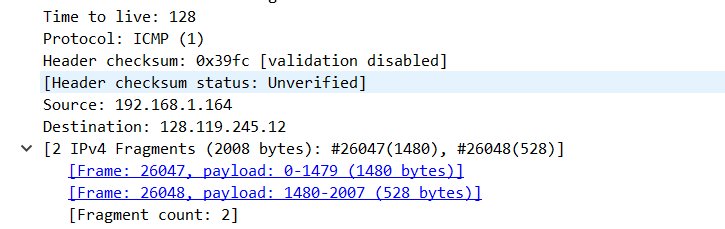 Time to live: 128
Protocol: ICMP (1)
Header checksum: 0x39fc [validation disabled]
[Header checksum status: Unverified]
Source: 192.168.1.164
Destination: 128.119.245.12
[2 IPv4 Fragments (2008 bytes): #26047(1480), #26048(528)]
[Frame: 26047, payload: 0-1479 (1480 bytes)]
[Frame: 26048, payload: 1480-2007 (528 bytes)]
[Fragment count: 2]